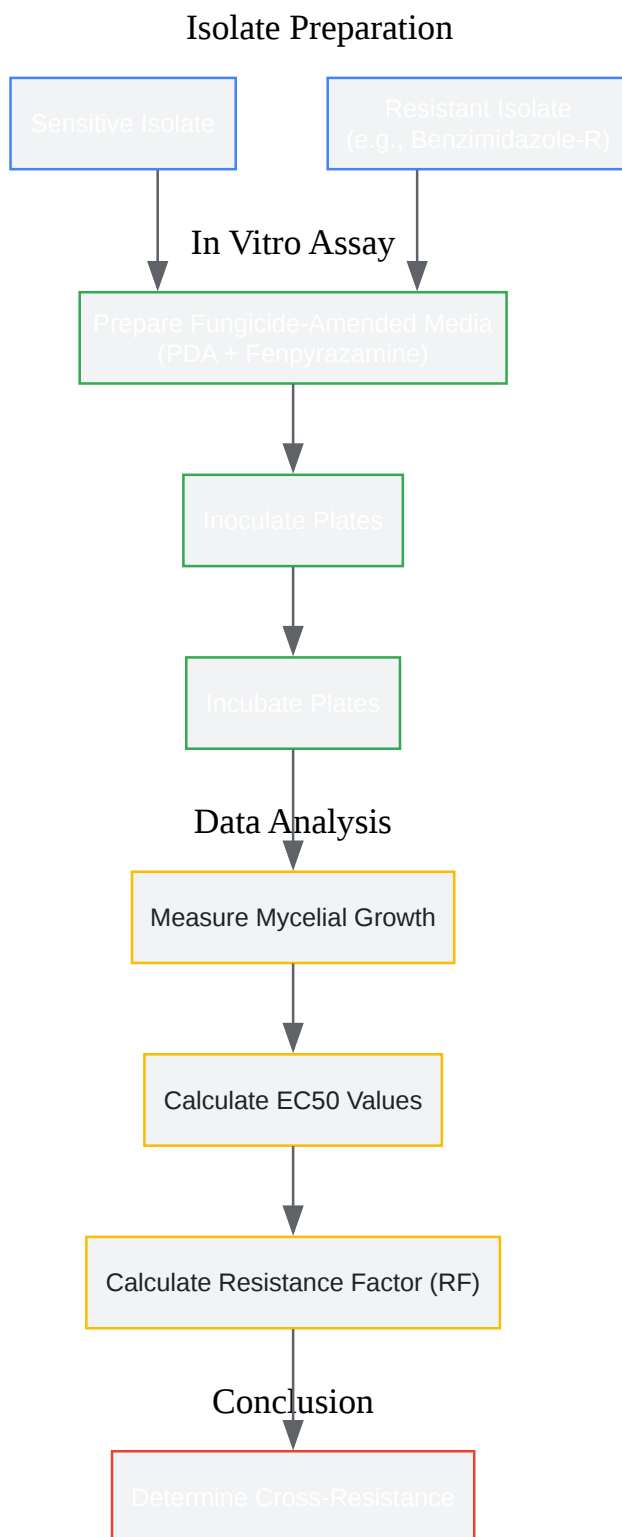 Isolate Preparation
Sensitive Isolate
Resistant Isolate
(e.g., Benzimidazole-R)
In Vitro Assay
Prepare Fungicide-Amended Media
(PDA + Fenpyrazamine)
Inoculate Plates
Incubate Plates
Data Analysis
Measure Mycelial Growth
Calculate EC50 Values
Calculate Resistance Factor (RF)
Conclusion
Determine Cross-Resistance